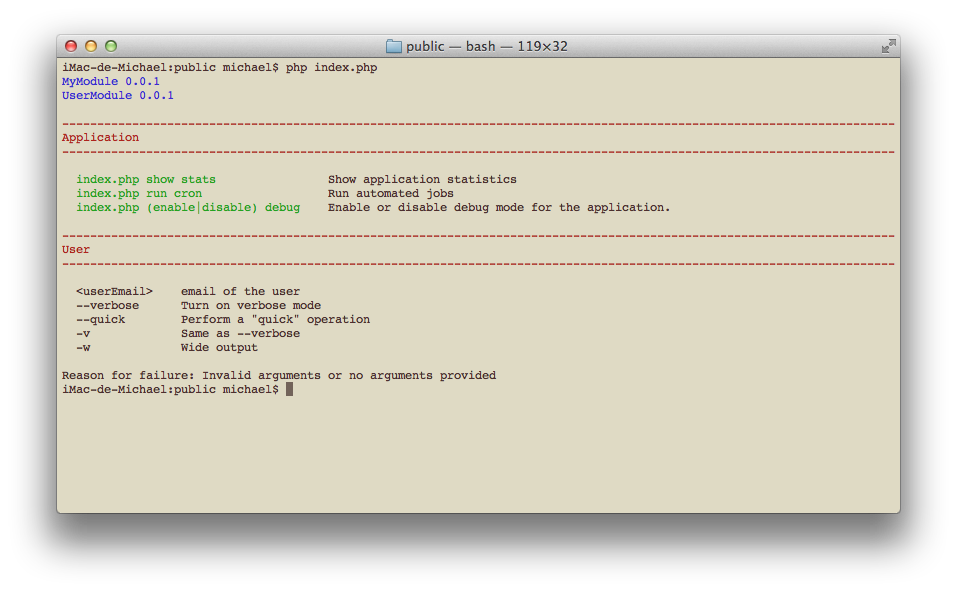 public — bash — 119×32
iMac-de-Michael:public michael$ php index.php
MyModule 0.0.1
UserModule 0.0.1
-----------------------------------------------------------------------------------------------------------------------
Application
-----------------------------------------------------------------------------------------------------------------------
index.php show stats                Show application statistics
index.php run cron                  Run automated jobs
index.php (enable|disable) debug    Enable or disable debug mode for the application.
-----------------------------------------------------------------------------------------------------------------------
User
-----------------------------------------------------------------------------------------------------------------------
<userEmail>    email of the user
--verbose      Turn on verbose mode
--quick        Perform a "quick" operation
-v             Same as --verbose
-w             Wide output
Reason for failure: Invalid arguments or no arguments provided
iMac-de-Michael:public michael$